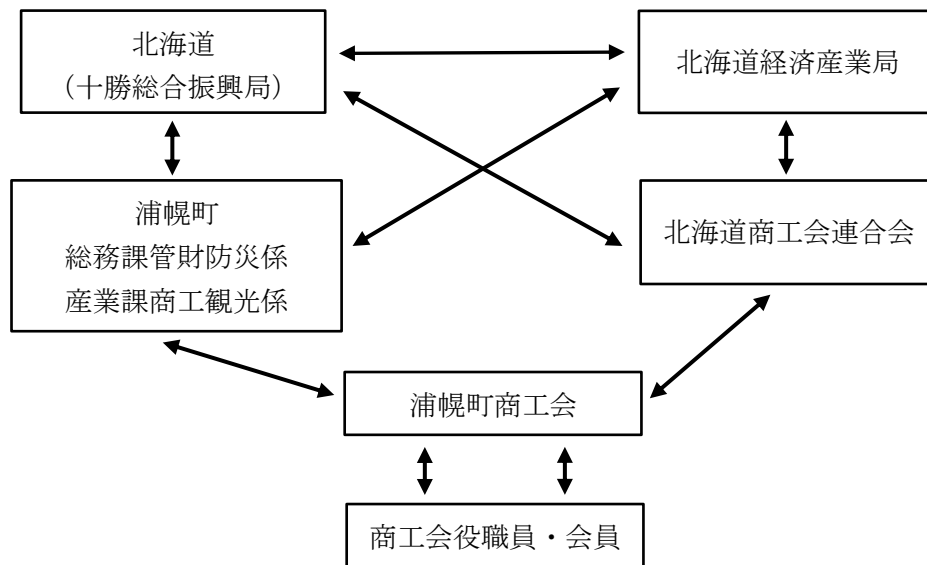 北海道
（十勝総合振興局）
北海道経済産業局
浦幌町
総務課管財防災係
産業課商工観光係
北海道商工会連合会
浦幌町商工会
商工会役職員・会員